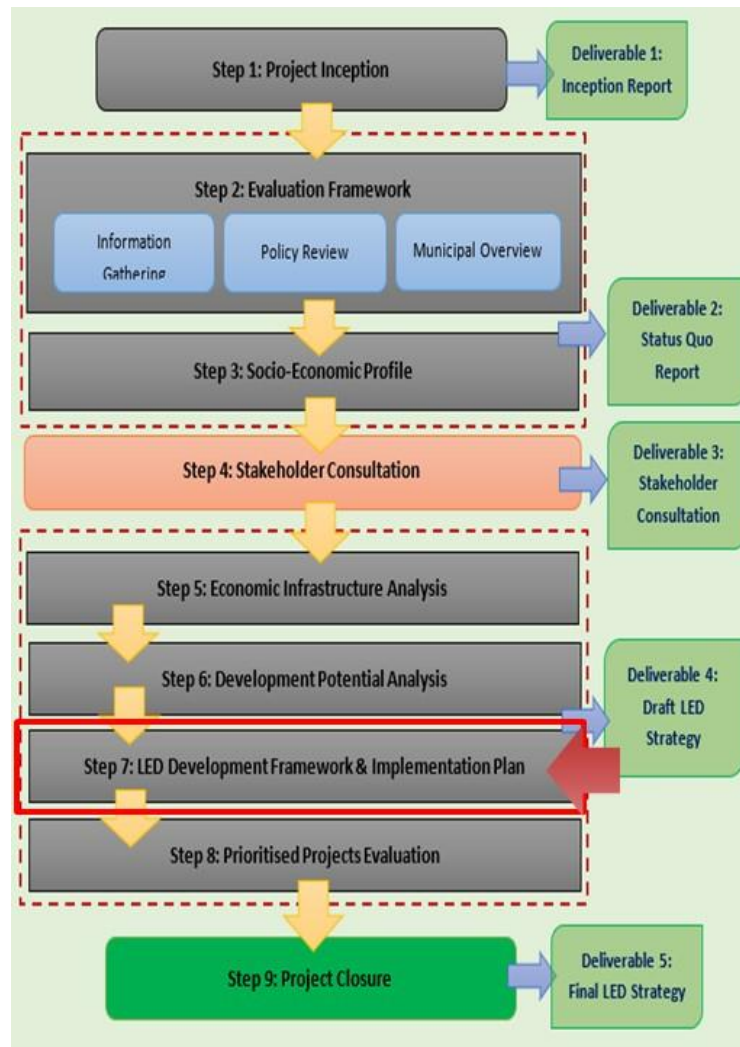 Step 1: Project Inception
Deliverable 1:
Inception Report
Step 2: Evaluation Framework
Information
Gathering
Policy Review
Municipal Overview
Deliverable 2:
Status Quo
Report
Step 3: Socio-Economic Profile
Step 4: Stakeholder Consultation
Deliverable 3:
Stakeholder
Consultation
Step 5: Economic Infrastructure Analysis
Step 6: Development Potential Analysis
Deliverable 4:
Draft LED
Strategy
Step 7: LED Development Framework & Implementation Plan
Step 8: Prioritised Projects Evaluation
Step 9: Project Closure
Deliverable 5:
Final LED Strategy